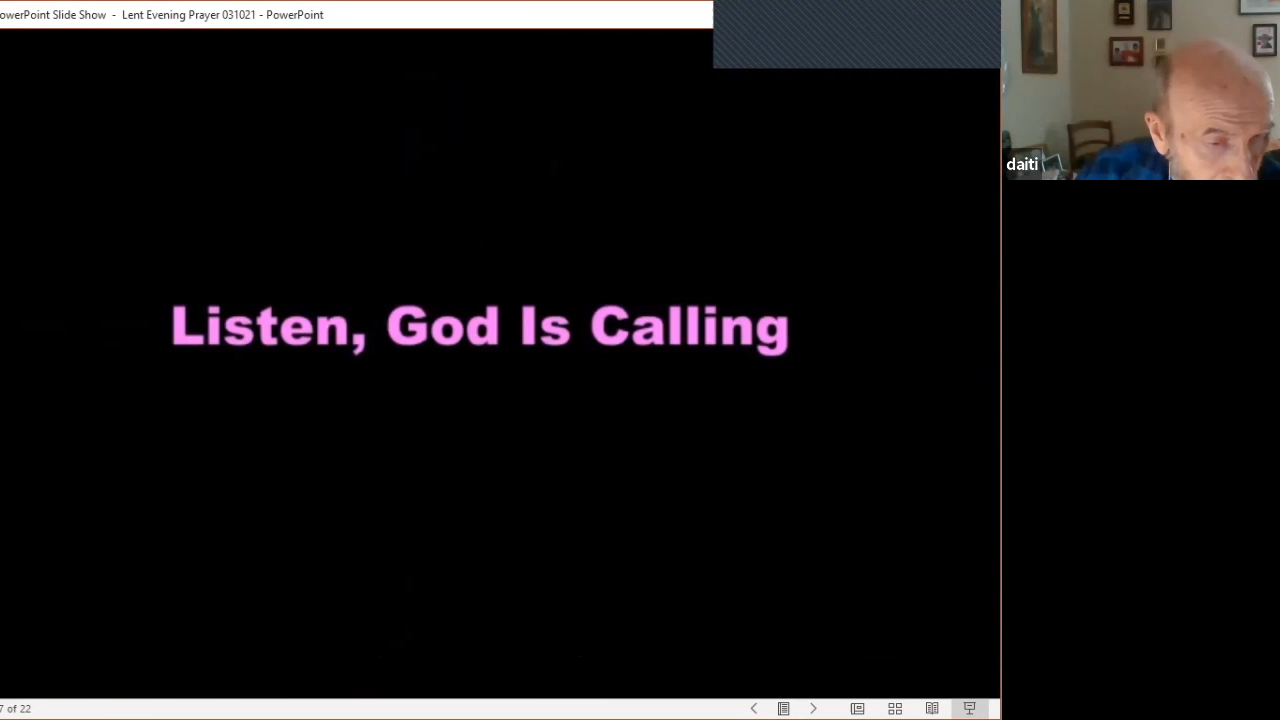 owerPoint Slide Show - Lent Evening Prayer 031021 - PowerPoint
daiti
Listen, God Is Calling
7 of 22